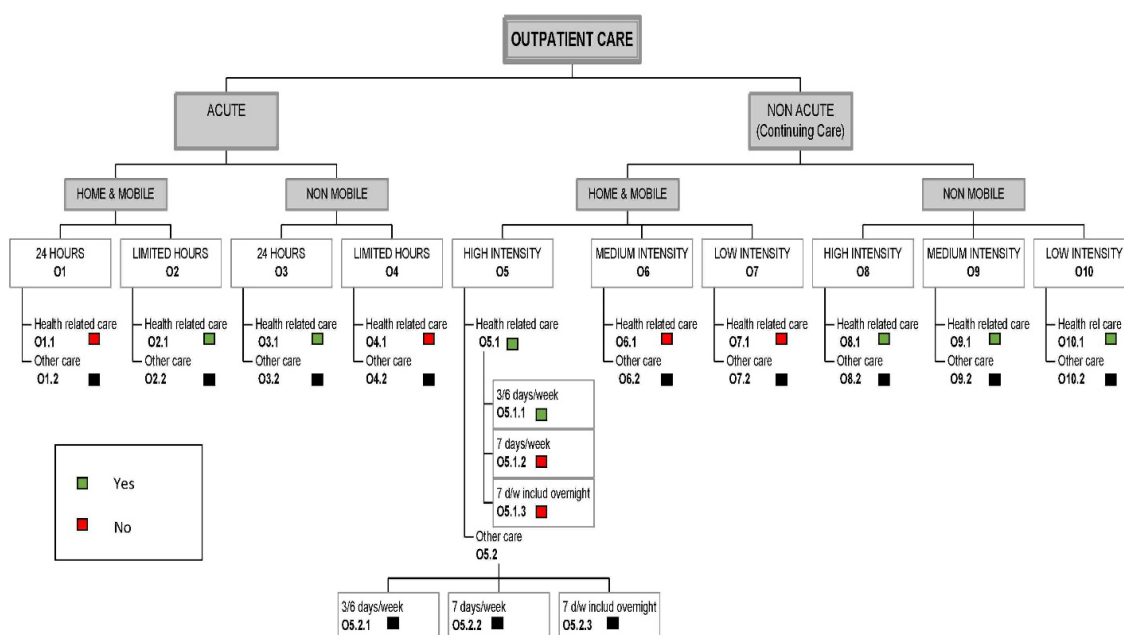 OUTPATIENT CARE
ACUTE
NON ACUTE
(Continuing Care)
HOME & MOBILE
NON MOBILE
HOME & MOBILE
NON MOBILE
24 HOURS
O1
LIMITED HOURS
O2
24 HOURS
O3
LIMITED HOURS
O4
HIGH INTENSITY
O5
MEDIUM INTENSITY
O6
LOW INTENSITY
O7
HIGH INTENSITY
O8
MEDIUM INTENSITY
O9
LOW INTENSITY
O10
Health related care
O1.1
Other care
O1.2
Health related care
O2.1
Other care
O2.2
Health related care
O3.1
Other care
O3.2
Health related care
O4.1
Other care
O4.2
Health related care
O5.1
3/6 days/week
O5.1.1
7 days/week
O5.1.2
7 d/w includ overnight
O5.1.3
Other care
O5.2
3/6 days/week
O5.2.1
7 days/week
O5.2.2
7 d/w includ overnight
O5.2.3
Health related care
O6.1
Other care
O6.2
Health related care
O7.1
Other care
O7.2
Health related care
O8.1
Other care
O8.2
Health related care
O9.1
Other care
O9.2
Health rel care
O10.1
Other care
O10.2
Yes
No